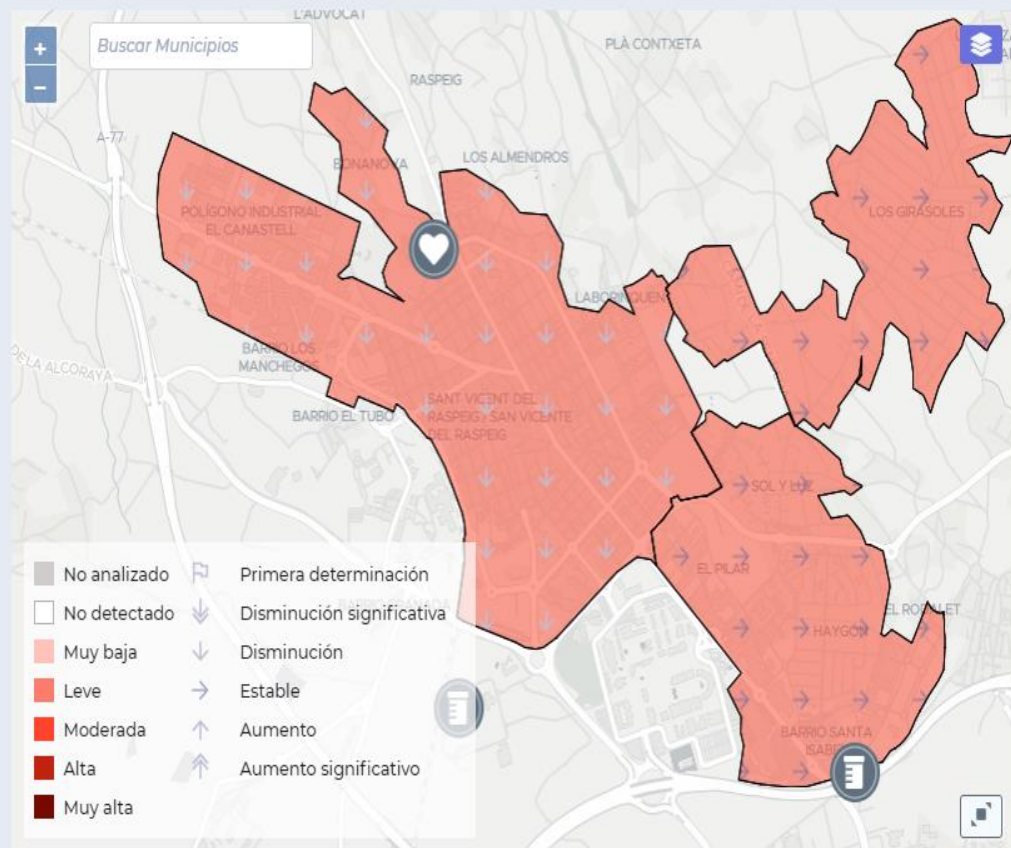 L'ADVOCAT
+
Buscar Municipios
PLÀ CONTXETA
−
RASPEIG
A-77
BONANOVA
LOS ALMENDROS
POLÍGONO INDUSTRIAL
EL CANASTELL
LOS GIRASOLES
LABORINQUEN
BARRIO LOS
MANCHEGOS
DE LA ALCORAYA
SANT VICENT DEL
RASPEIG / SAN VICENTE
DEL RASPEIG
BARRIO EL TUBO
SOL Y LUZ
EL PILAR
EL RODALET
HAYGON
BARRIO SANTA
ISABEL
No analizado
No detectado
Muy baja
Leve
Moderada
Alta
Muy alta
Primera determinación
Disminución significativa
Disminución
Estable
Aumento
Aumento significativo